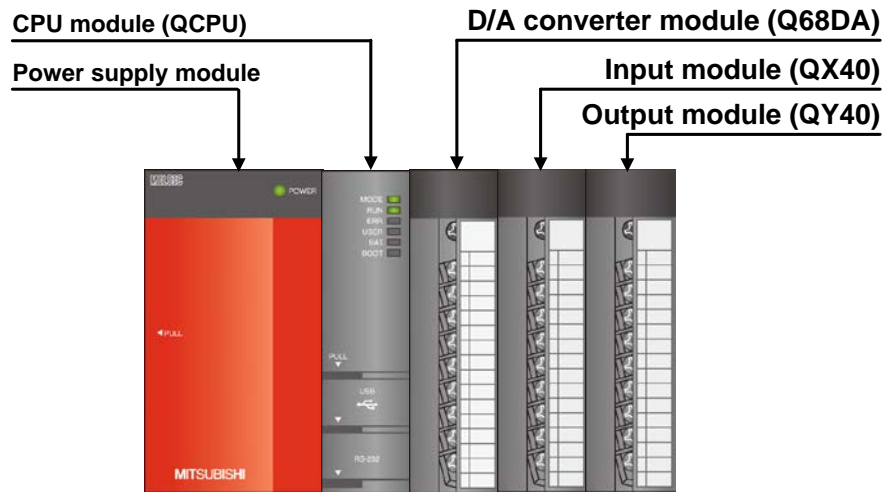 CPU module (QCPU)
D/A converter module (Q68DA)
Power supply module
Input module (QX40)
Output module (QY40)
MELSEC
POWER
MODE
RUN
ERR.
USER
BAT.
BOOT
PULL
PULL
USB
RS-232
MITSUBISHI